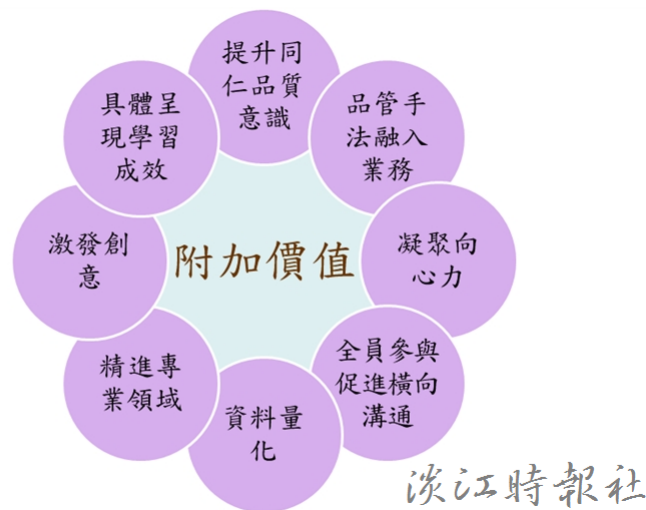 提升同
仁品質
意識
品管手
法融入
業務
凝聚向
心力
全員參與
促進橫向
溝通
資料量
化
精進專
業領域
激發創
意
具體呈
現學習
成效
附加價值
淡江時報社